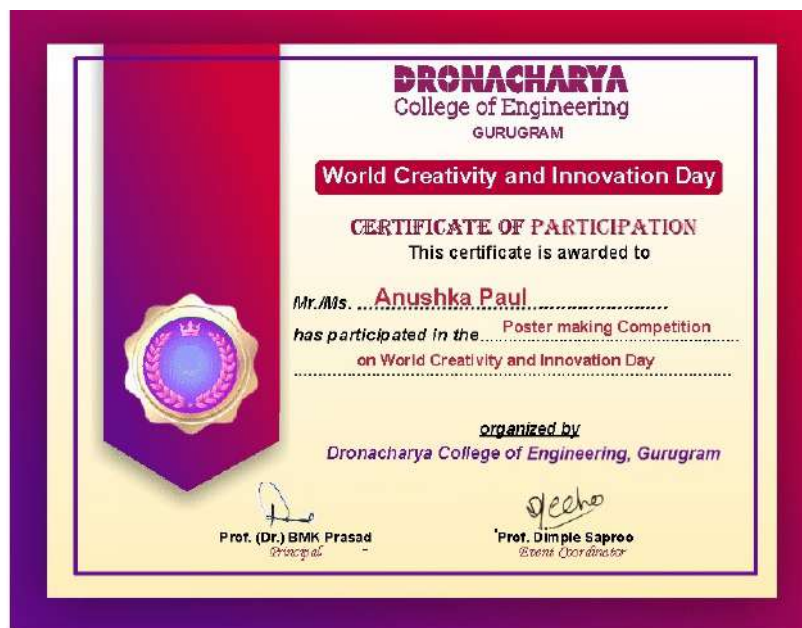 DRONACHARYA
College of Engineering
GURUGRAM
World Creativity and Innovation Day
CERTIFICATE OF PARTICIPATION
This certificate is awarded to
Mr./Ms. Anushka Paul
has participated in the Poster making Competition
on World Creativity and Innovation Day
organized by
Dronacharya College of Engineering, Gurugram
Prof. (Dr.) BMK Prasad
Principal
Prof. Dimple Saproo
Event Coordinator